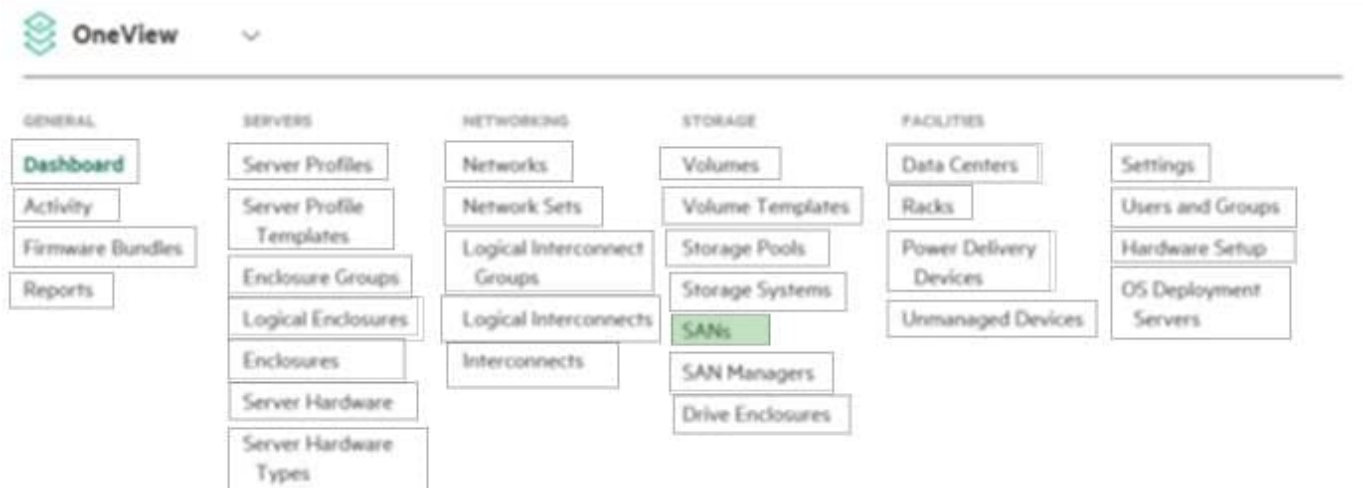 OneView
GENERAL
Dashboard
Activity
Firmware Bundles
Reports
SERVERS
Server Profiles
Server Profile
Templates
Enclosure Groups
Logical Enclosures
Enclosures
Server Hardware
Server Hardware
Types
NETWORKING
Networks
Network Sets
Logical Interconnect
Groups
Logical Interconnects
Interconnects
STORAGE
Volumes
Volume Templates
Storage Pools
Storage Systems
SANs
SAN Managers
Drive Enclosures
FACILITIES
Data Centers
Racks
Power Delivery
Devices
Unmanaged Devices
Settings
Users and Groups
Hardware Setup
OS Deployment
Servers